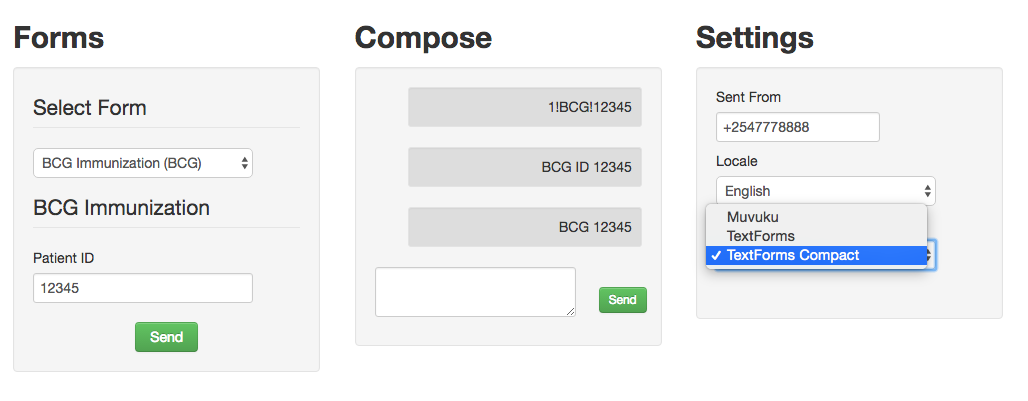 Forms
Select Form
BCG Immunization (BCG)
BCG Immunization
Patient ID
12345
Send
Compose
1!BCG!12345
BCG ID 12345
BCG 12345
Send
Settings
Sent From
+2547778888
Locale
English
Muvuku
TextForms
✓ TextForms Compact